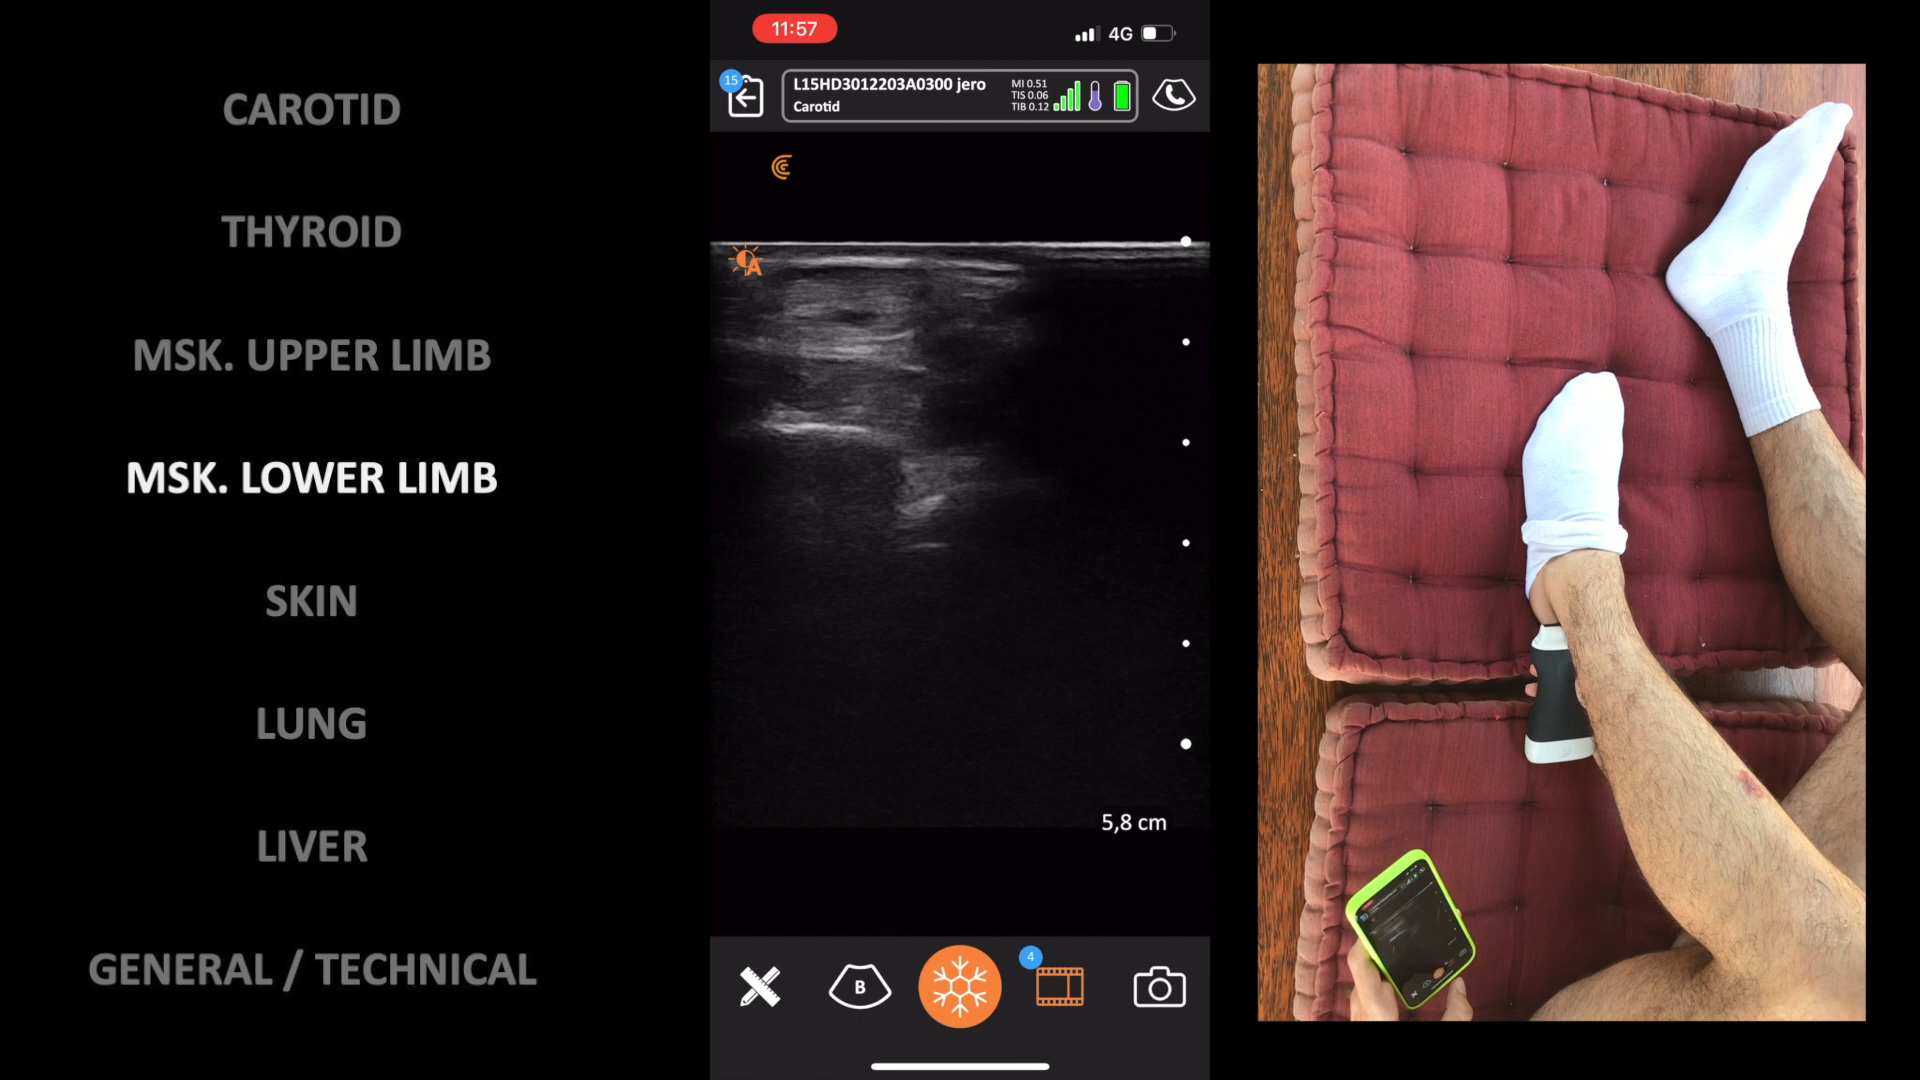 CAROTID
THYROID
MSK. UPPER LIMB
MSK. LOWER LIMB
SKIN
LUNG
LIVER
GENERAL / TECHNICAL
11:57
4G
15
L15HD3012203A0300 jero
Carotid
MI 0.51
TIS 0.06
TIB 0.12
A
5,8 cm
B
4